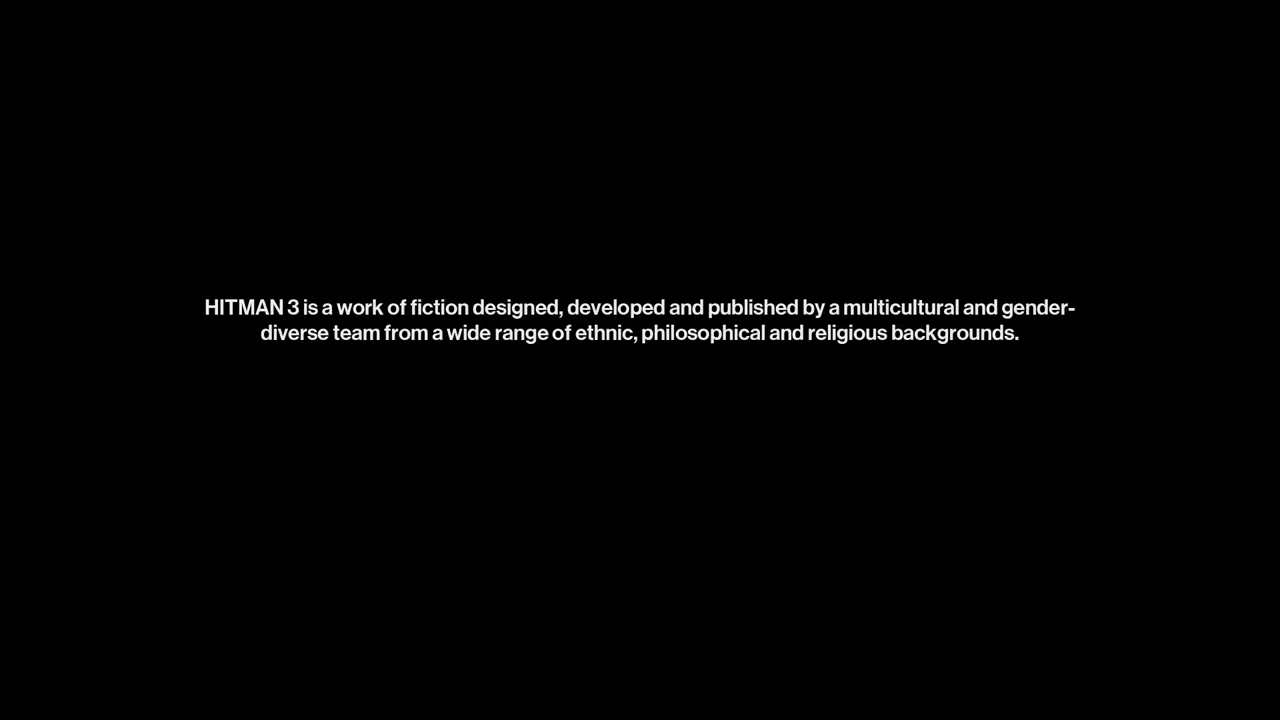 HITMAN 3 is a work of fiction designed, developed and published by a multicultural and gender-
diverse team from a wide range of ethnic, philosophical and religious backgrounds.